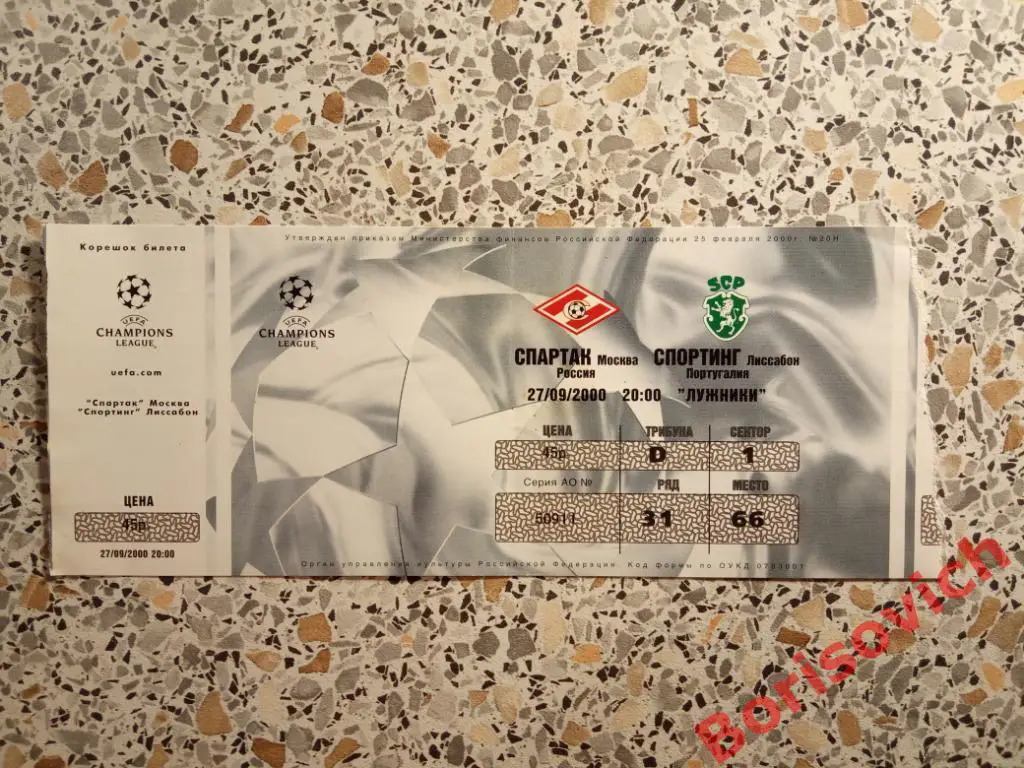 Корешок билета
UEFA
CHAMPIONS
LEAGUE
uefa.com
"Спартак" Москва
"Спортинг" Лиссабон
ЦЕНА
45р.
27/09/2000 20:00
Утвержден приказом Министерства финансов Российской Федерации 25 февраля 2000г. №20Н
UEFA
CHAMPIONS
LEAGUE
SCP
СПАРТАК Москва СПОРТИНГ Лиссабон
Россия Португалия
27/09/2000 20:00 "ЛУЖНИКИ"
ЦЕНА ТРИБУНА СЕКТОР
45р. D 1
Серия АО № РЯД МЕСТО
50911 31 66
Орган управления культуры Российской Федерации. Код Формы по ОУКД 0793001
Borisovich